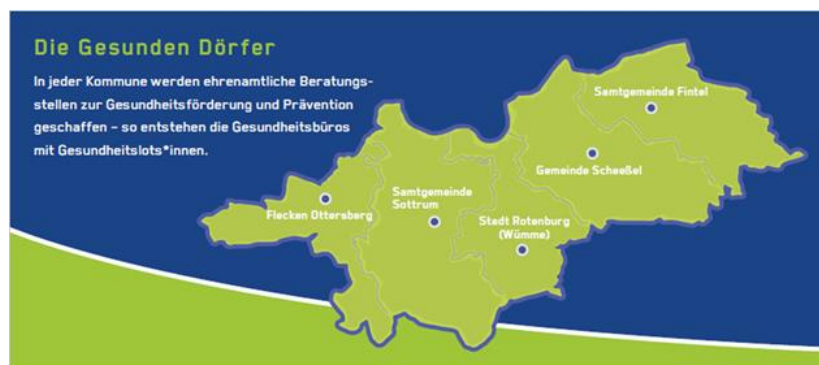 Die Gesunden Dörfer
In jeder Kommune werden ehrenamtliche Beratungs-
stellen zur Gesundheitsförderung und Prävention
geschaffen – so entstehen die Gesundheitsbüros
mit Gesundheitslots*innen.
Samtgemeinde Fintel
Gemeinde Scheeßel
Samtgemeinde
Sottrum
Flecken Ottersberg
Stadt Rotenburg
(Wümme)